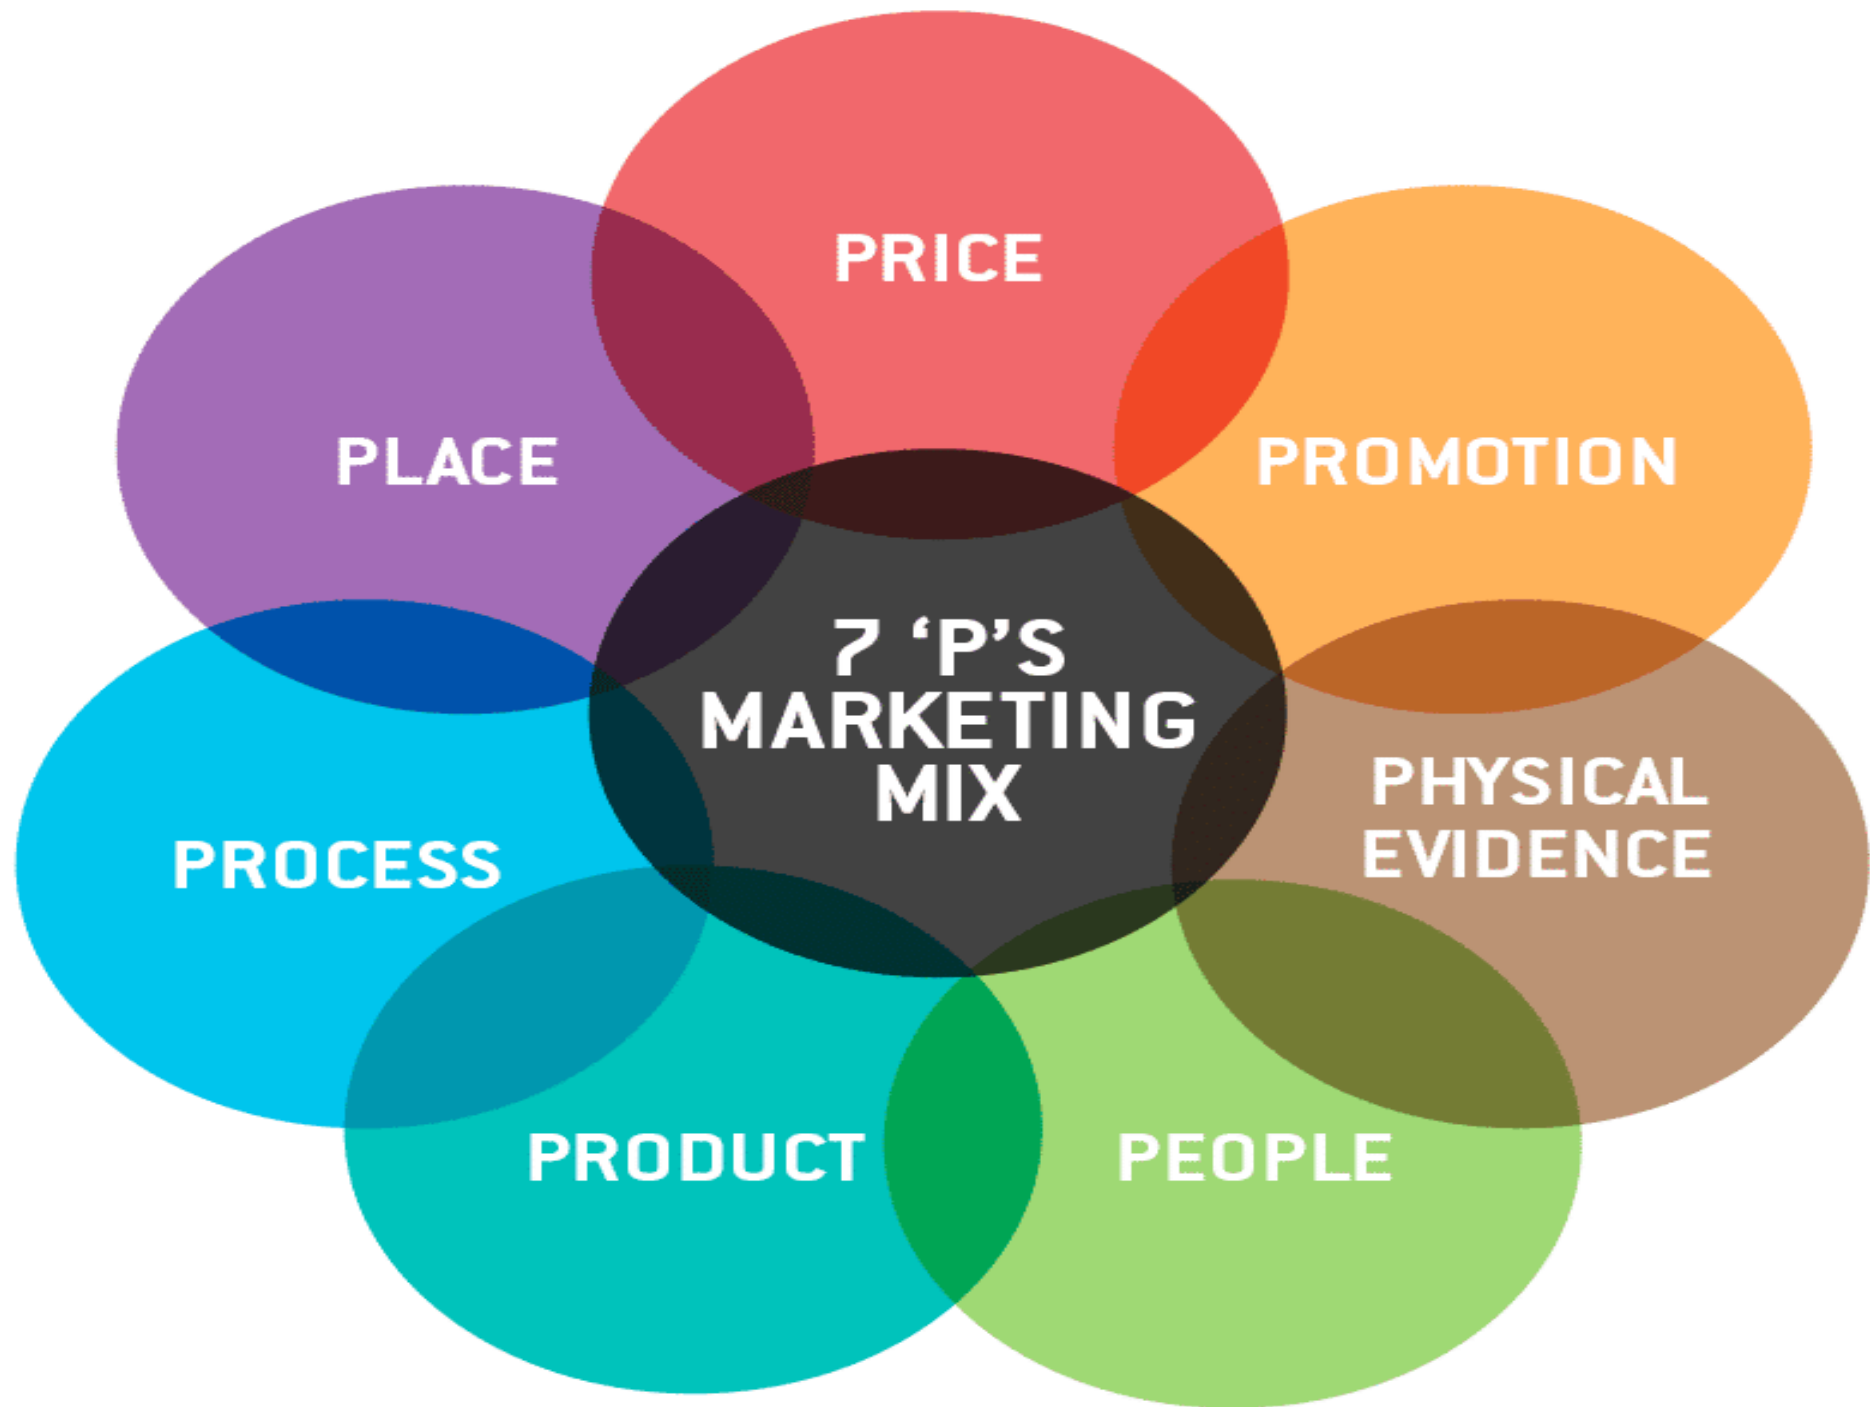 PRICE
PLACE
PROMOTION
7 ‘P’S
MARKETING
MIX
PHYSICAL
EVIDENCE
PROCESS
PRODUCT
PEOPLE